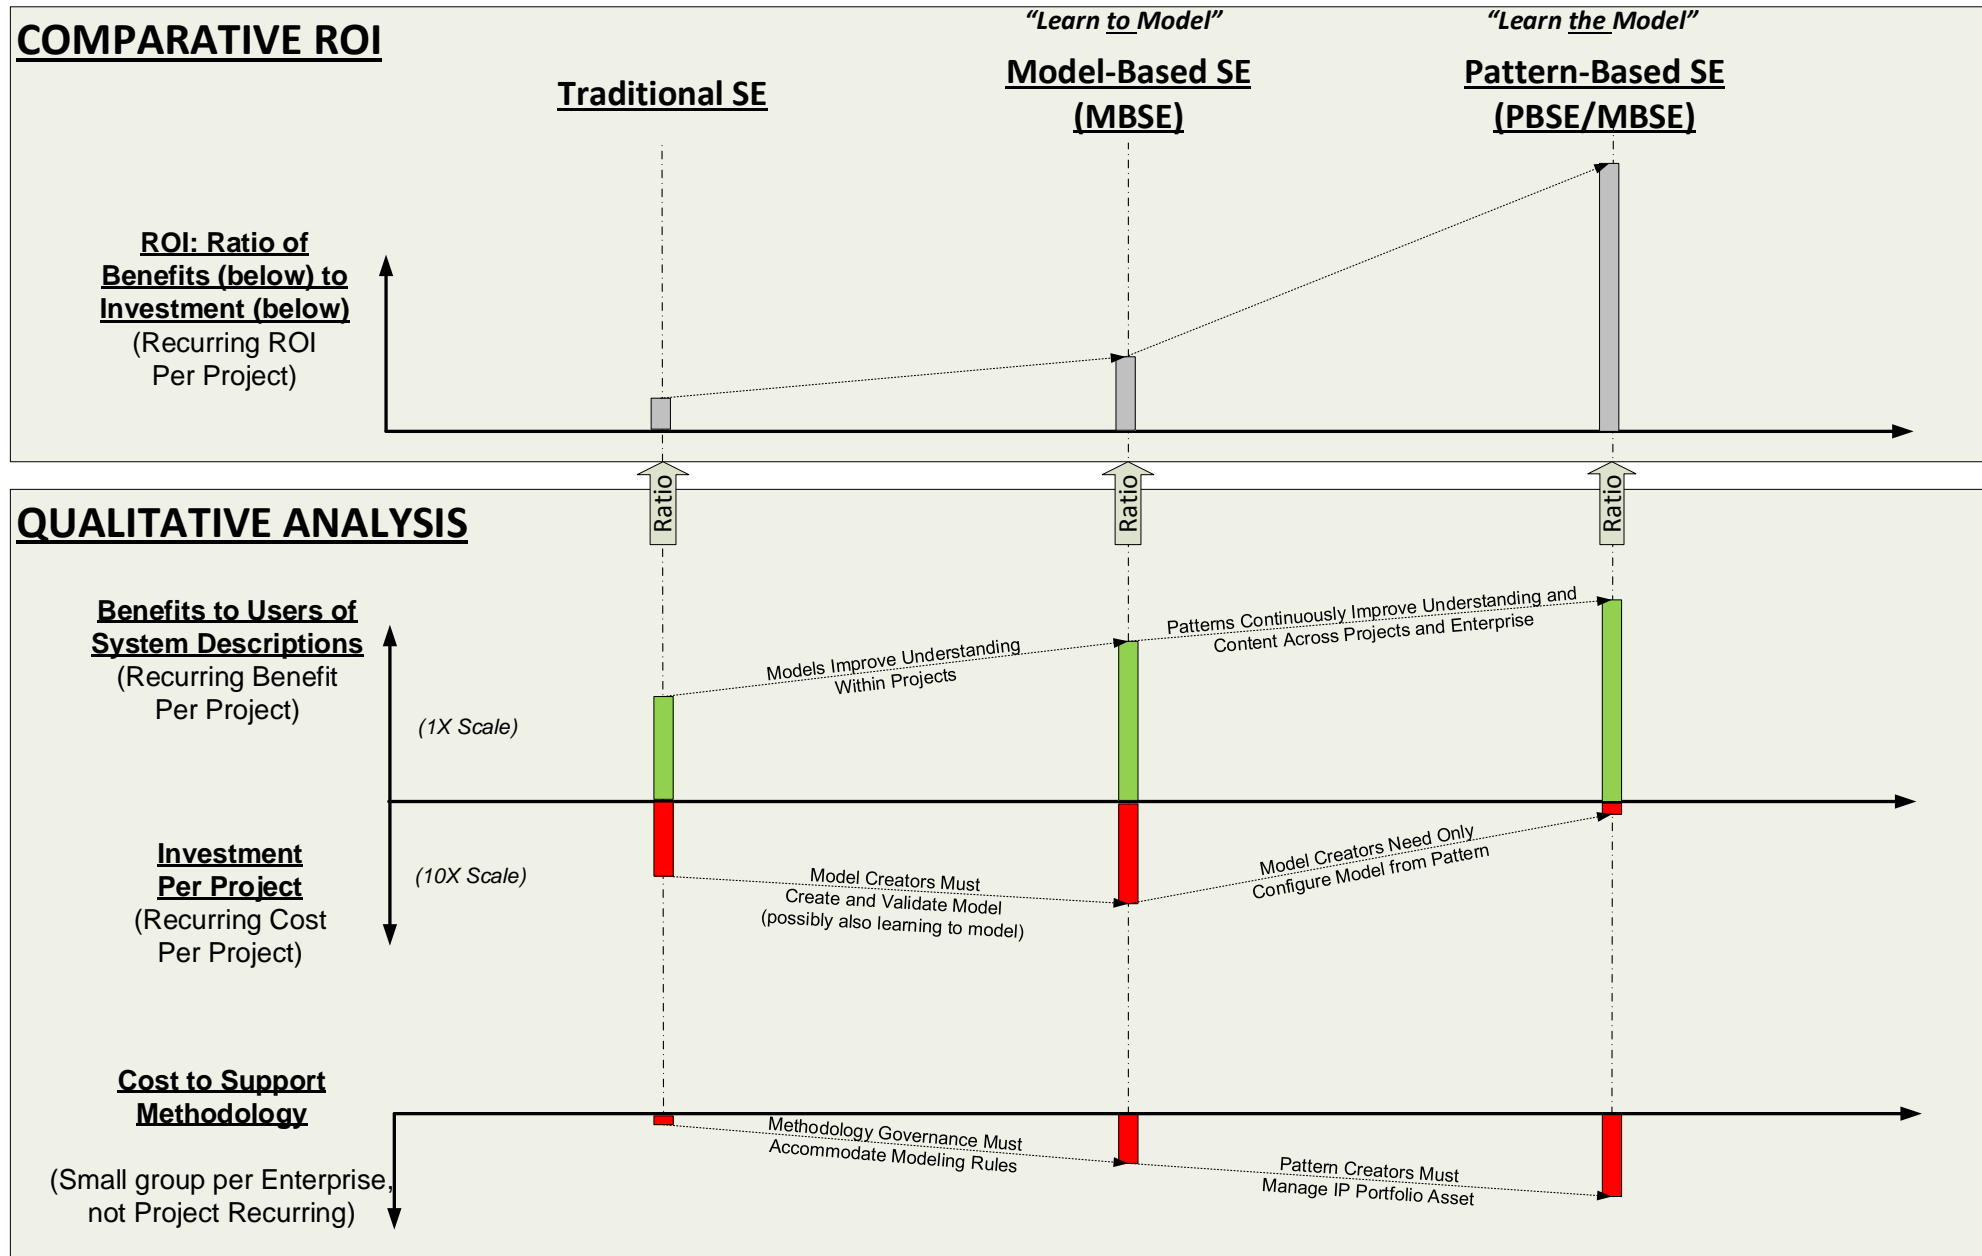 COMPARATIVE ROI
“Learn to Model”
“Learn the Model”
Traditional SE
Model-Based SE
(MBSE)
Pattern-Based SE
(PBSE/MBSE)
ROI: Ratio of
Benefits (below) to
Investment (below)
(Recurring ROI
Per Project)
Ratio
Ratio
Ratio
QUALITATIVE ANALYSIS
Benefits to Users of
System Descriptions
(Recurring Benefit
Per Project)
(1X Scale)
Models Improve Understanding
Within Projects
Patterns Continuously Improve Understanding and
Content Across Projects and Enterprise
Investment
Per Project
(Recurring Cost
Per Project)
(10X Scale)
Model Creators Must
Create and Validate Model
(possibly also learning to model)
Model Creators Need Only
Configure Model from Pattern
Cost to Support
Methodology
(Small group per Enterprise,
not Project Recurring)
Methodology Governance Must
Accommodate Modeling Rules
Pattern Creators Must
Manage IP Portfolio Asset